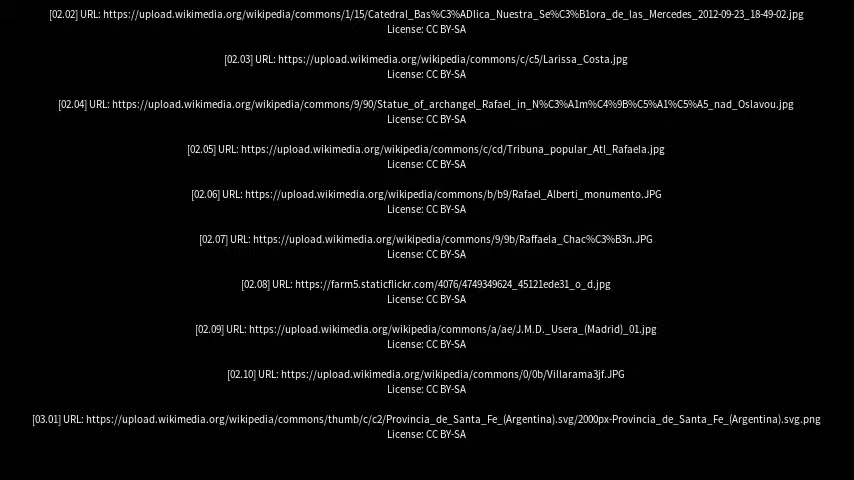 [02.02] URL: https://upload.wikimedia.org/wikipedia/commons/1/15/Catedral_Bas%C3%ADlica_Nuestra_Se%C3%B1ora_de_las_Mercedes_2012-09-23_18-49-02.jpg
License: CC BY-SA
[02.03] URL: https://upload.wikimedia.org/wikipedia/commons/c/c5/Larissa_Costa.jpg
License: CC BY-SA
[02.04] URL: https://upload.wikimedia.org/wikipedia/commons/9/90/Statue_of_archangel_Rafael_in_N%C3%A1m%C4%9B%C5%A1%C5%A5_nad_Oslavou.jpg
License: CC BY-SA
[02.05] URL: https://upload.wikimedia.org/wikipedia/commons/c/cd/Tribuna_popular_Atl_Rafaela.jpg
License: CC BY-SA
[02.06] URL: https://upload.wikimedia.org/wikipedia/commons/b/b9/Rafael_Alberti_monumento.JPG
License: CC BY-SA
[02.07] URL: https://upload.wikimedia.org/wikipedia/commons/9/9b/Raffaela_Chac%C3%B3n.JPG
License: CC BY-SA
[02.08] URL: https://farm5.staticflickr.com/4076/4749349624_45121ede31_o_d.jpg
License: CC BY-SA
[02.09] URL: https://upload.wikimedia.org/wikipedia/commons/a/ae/J.M.D._Usera_(Madrid)_01.jpg
License: CC BY-SA
[02.10] URL: https://upload.wikimedia.org/wikipedia/commons/0/0b/Villarama3jf.JPG
License: CC BY-SA
[03.01] URL: https://upload.wikimedia.org/wikipedia/commons/thumb/c/c2/Provincia_de_Santa_Fe_(Argentina).svg/2000px-Provincia_de_Santa_Fe_(Argentina).svg.png
License: CC BY-SA